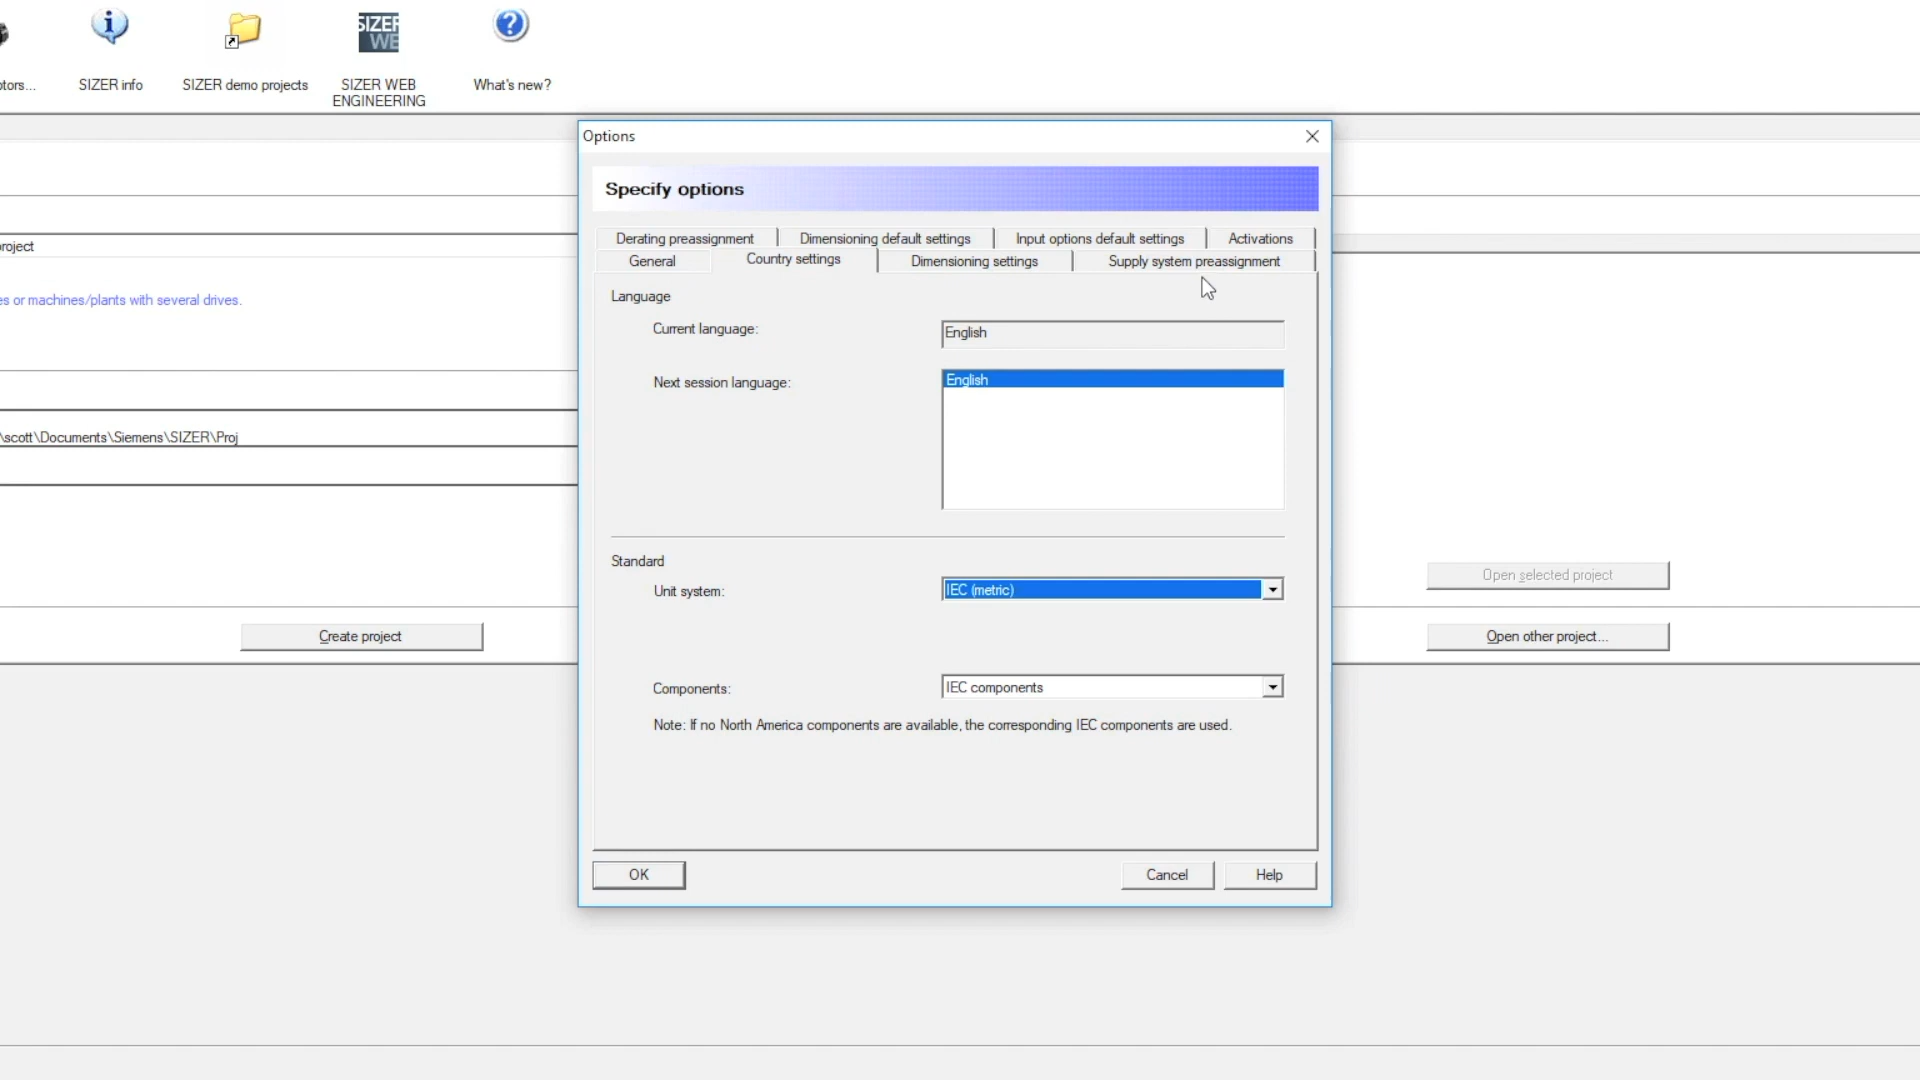 SIZER
WE
tors...
SIZER info
SIZER demo projects
SIZER WEB
ENGINEERING
What's new?
Options
Specify options
Derating preassignment
Dimensioning default settings
Input options default settings
Activations
General
Country settings
Dimensioning settings
Supply system preassignment
roject
es or machines/plants with several drives.
\scott\Documents\Siemens\SIZER\Proj
Create project
Language
Current language:
English
Next session language:
English
Standard
Unit system:
IEC (metric)
Components:
IEC components
Note: If no North America components are available, the corresponding IEC components are used.
OK
Cancel
Help
Open selected project
Open other project...